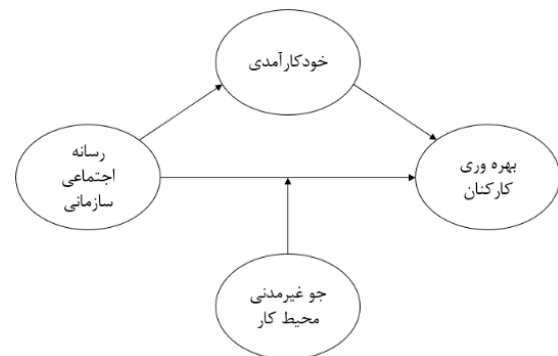 خودکارآمدی
رسانه
اجتماعی
سازمانی
بهره وری
کارکنان
جو غیرمدنی
محیط کار